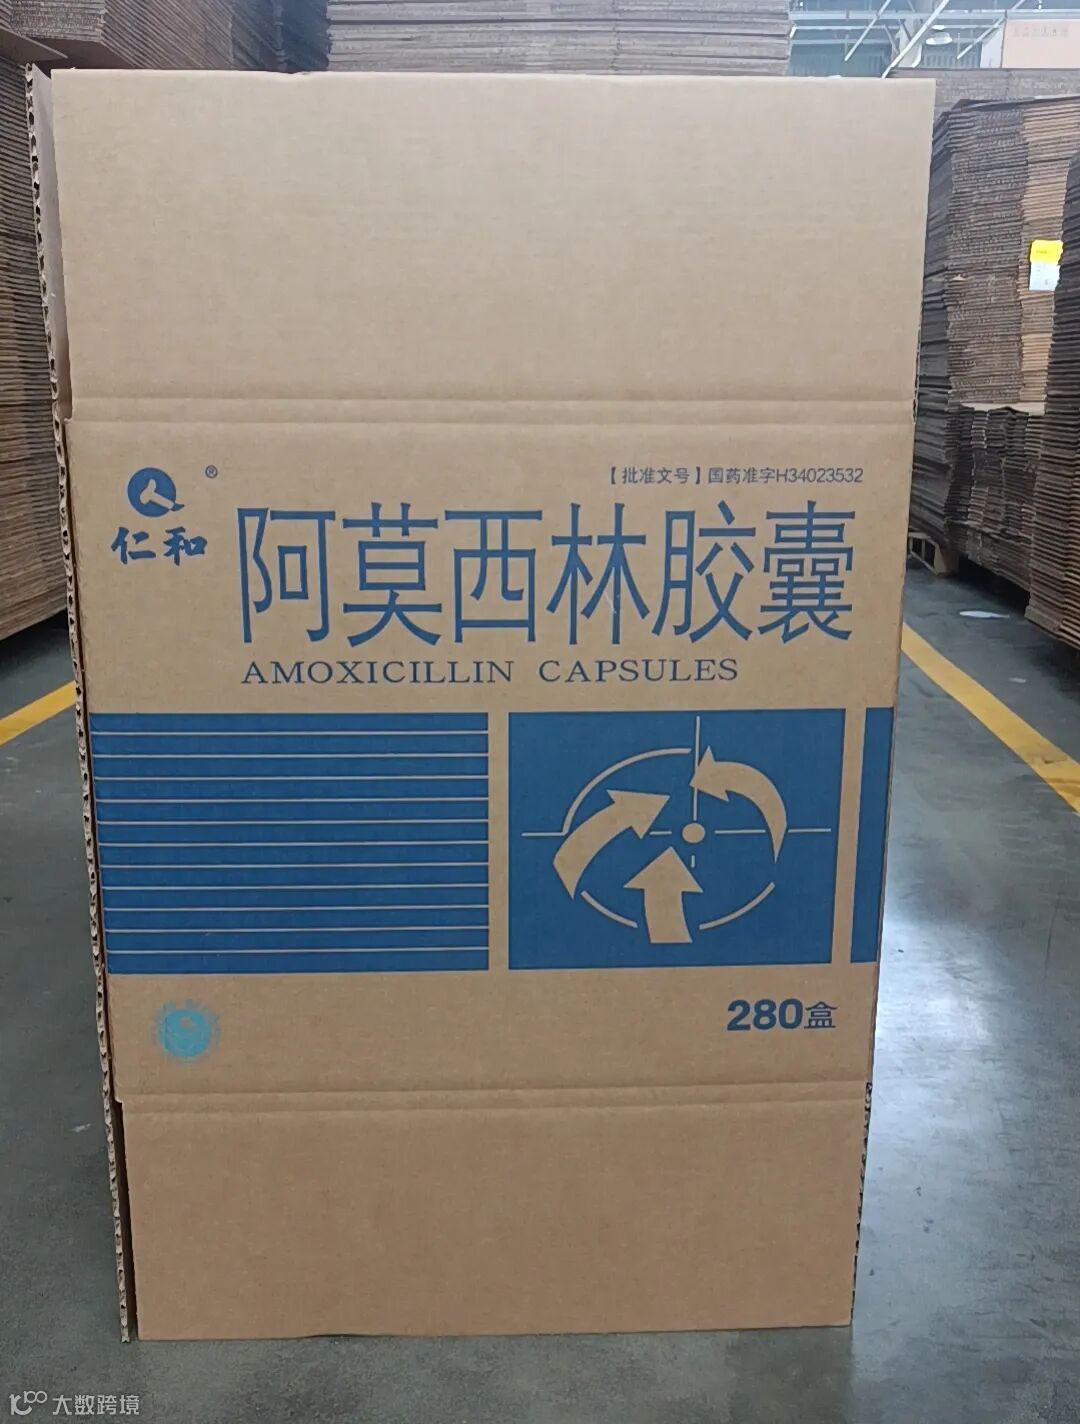 【批准文号】国药准字H34023532
®
仁和
阿莫西林胶囊
AMOXICILLIN CAPSULES
280盒
大数跨境